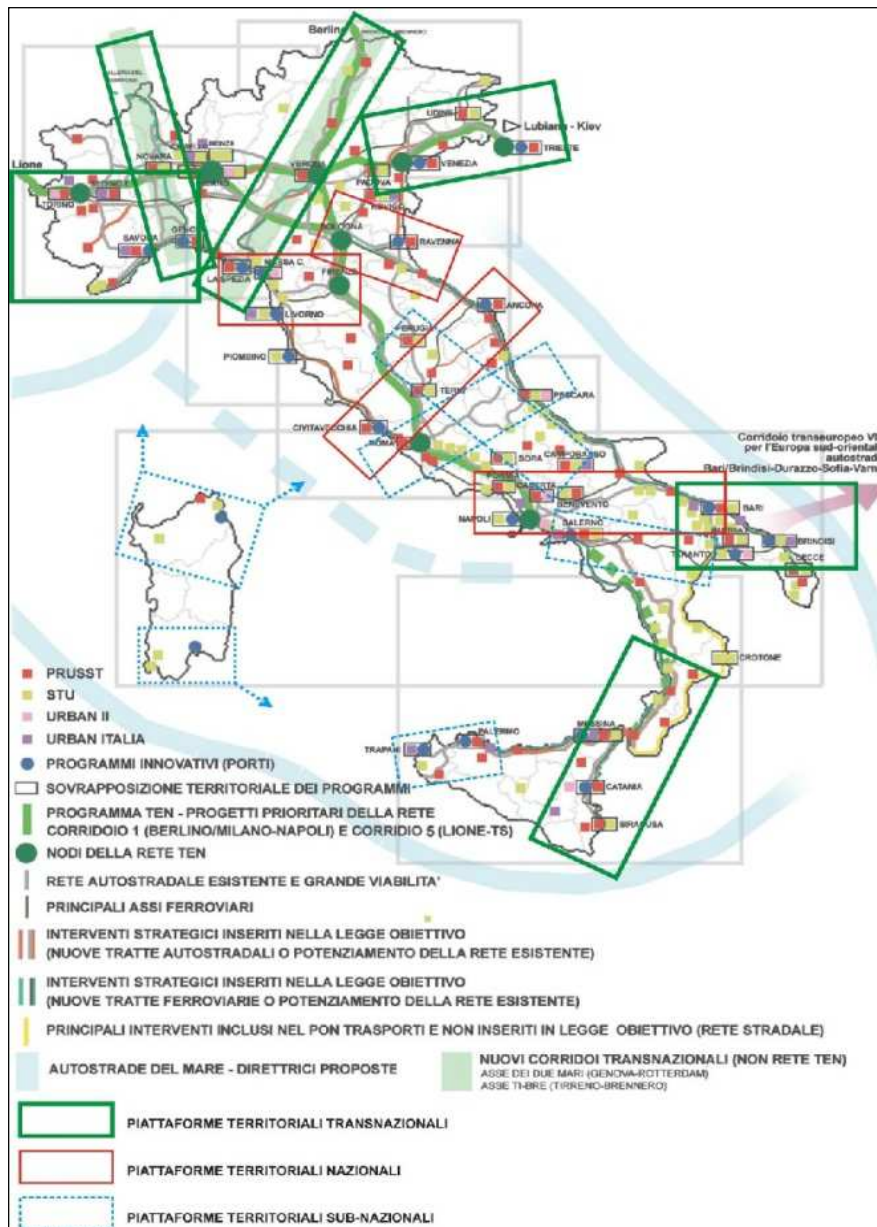 Berlino
Lubiana - Kiev
UDINE
TRIESTE
Lione
NOVARA
MONZA
VERONA
VENEZIA
PADOVA
TORINO
BOLOGNA
SAVONA
RAVENNA
MASSA C.
LA SPEZIA
LIVORNO
ANCONA
PERUGIA
PIOMBINO
TERNI
PESCARA
CIVITAVECCHIA
ROMA
Corridoio transeuropeo VI
per l'Europa sud-oriental
autostrad
Bari/Brindisi-Durazzo-Sofia-Varn
SORA
CAMPOBASSO
CASERTA
BENEVENTO
BARI
NAPOLI
SALERNO
BRINDISI
TARANTO
LECCE
CROTONE
MESSINA
PALERMO
TRAPANI
CATANIA
SIRACUSA
PRUSST
STU
URBAN II
URBAN ITALIA
PROGRAMMI INNOVATIVI (PORTI)
SOVRAPPOSIZIONE TERRITORIALE DEI PROGRAMMI
PROGRAMMA TEN - PROGETTI PRIORITARI DELLA RETE
CORRIDOIO 1 (BERLINO/MILANO-NAPOLI) E CORRIDIO 5 (LIONE-TS)
NODI DELLA RETE TEN
RETE AUTOSTRADALE ESISTENTE E GRANDE VIABILITA'
PRINCIPALI ASSI FERROVIARI
INTERVENTI STRATEGICI INSERITI NELLA LEGGE OBIETTIVO
(NUOVE TRATTE AUTOSTRADALI O POTENZIAMENTO DELLA RETE ESISTENTE)
INTERVENTI STRATEGICI INSERITI NELLA LEGGE OBIETTIVO
(NUOVE TRATTE FERROVIARIE O POTENZIAMENTO DELLA RETE ESISTENTE)
PRINCIPALI INTERVENTI INCLUSI NEL PON TRASPORTI E NON INSERITI IN LEGGE OBIETTIVO (RETE STRADALE)
AUTOSTRADE DEL MARE - DIRETTRICI PROPOSTE
NUOVI CORRIDOI TRANSNAZIONALI (NON RETE TEN)
ASSE DEI DUE MARI (GENOVA-ROTTERDAM)
ASSE TI-BRE (TIRRENO-BRENNERO)
PIATTAFORME TERRITORIALI TRANSNAZIONALI
PIATTAFORME TERRITORIALI NAZIONALI
PIATTAFORME TERRITORIALI SUB-NAZIONALI